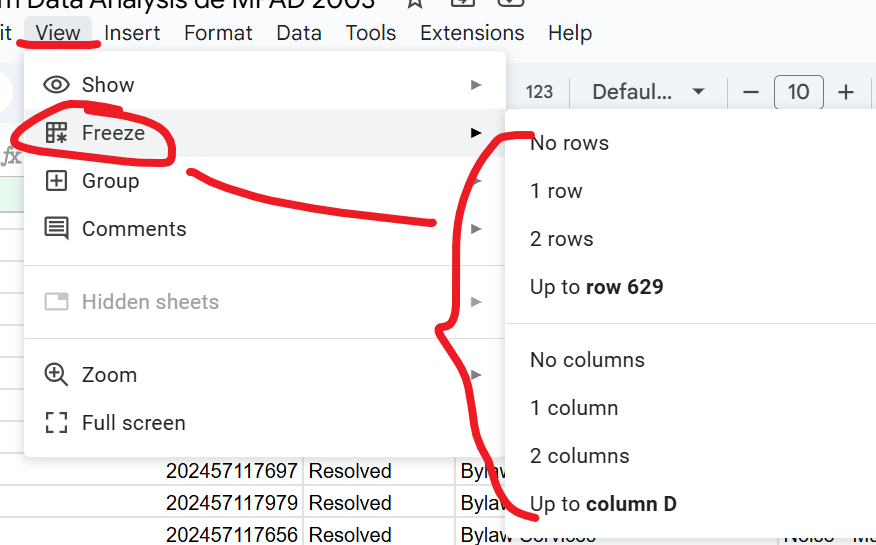 Data Analysis de MPAD 2003
it View Insert Format Data Tools Extensions Help
Show
123 Defaul... 10
Freeze
fx
Group
Comments
Hidden sheets
Zoom
Full screen
No rows
1 row
2 rows
Up to row 629
No columns
1 column
2 columns
Up to column D
202457117697 Resolved
202457117979 Resolved
202457117656 Resolved Bylaw Services